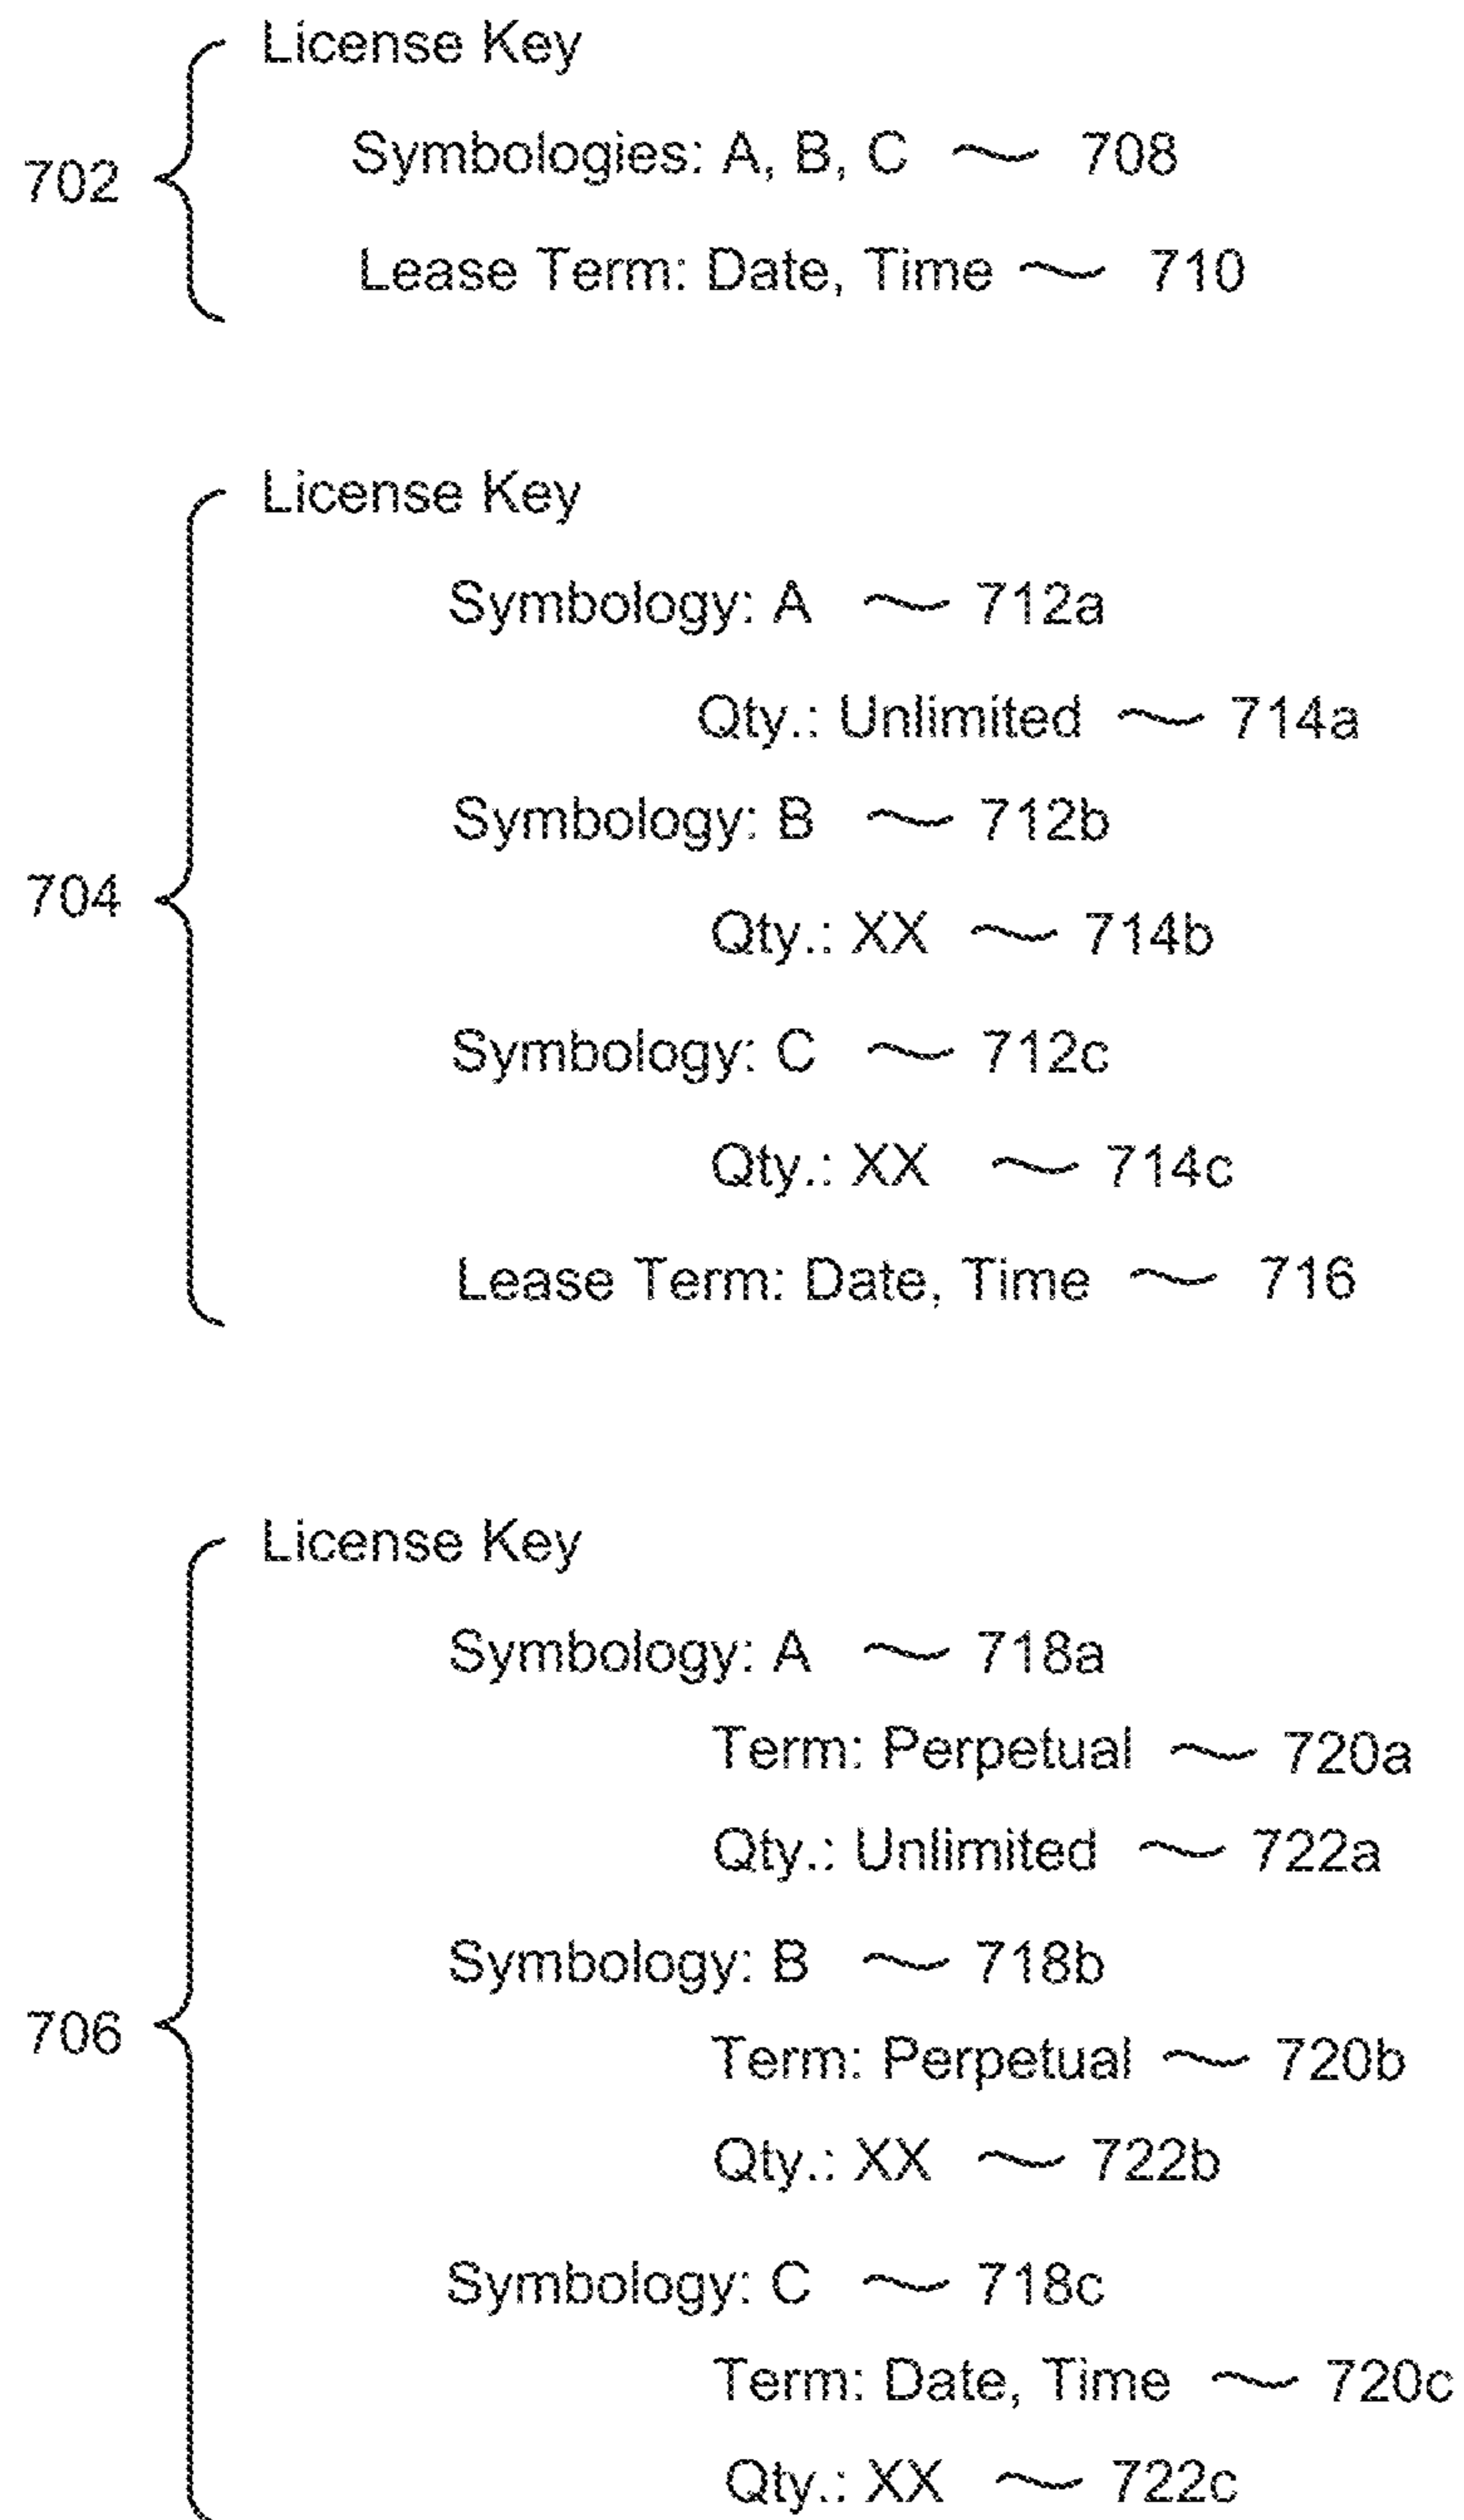 License Key
Symbologies: A, B, C 708
702
Lease Term: Date, Time 710
License Key
Symbology: A 712a
Qty.: Unlimited 714a
Symbology: B 712b
704
Qty.: XX 714b
Symbology: C 712c
Qty.: XX 714c
Lease Term: Date, Time 716
License Key
Symbology: A 718a
Term: Perpetual 720a
Qty.: Unlimited 722a
Symbology: B 718b
706
Term: Perpetual 720b
Qty.: XX 722b
Symbology: C 718c
Term: Date, Time 720c
Qty.: XX 722c